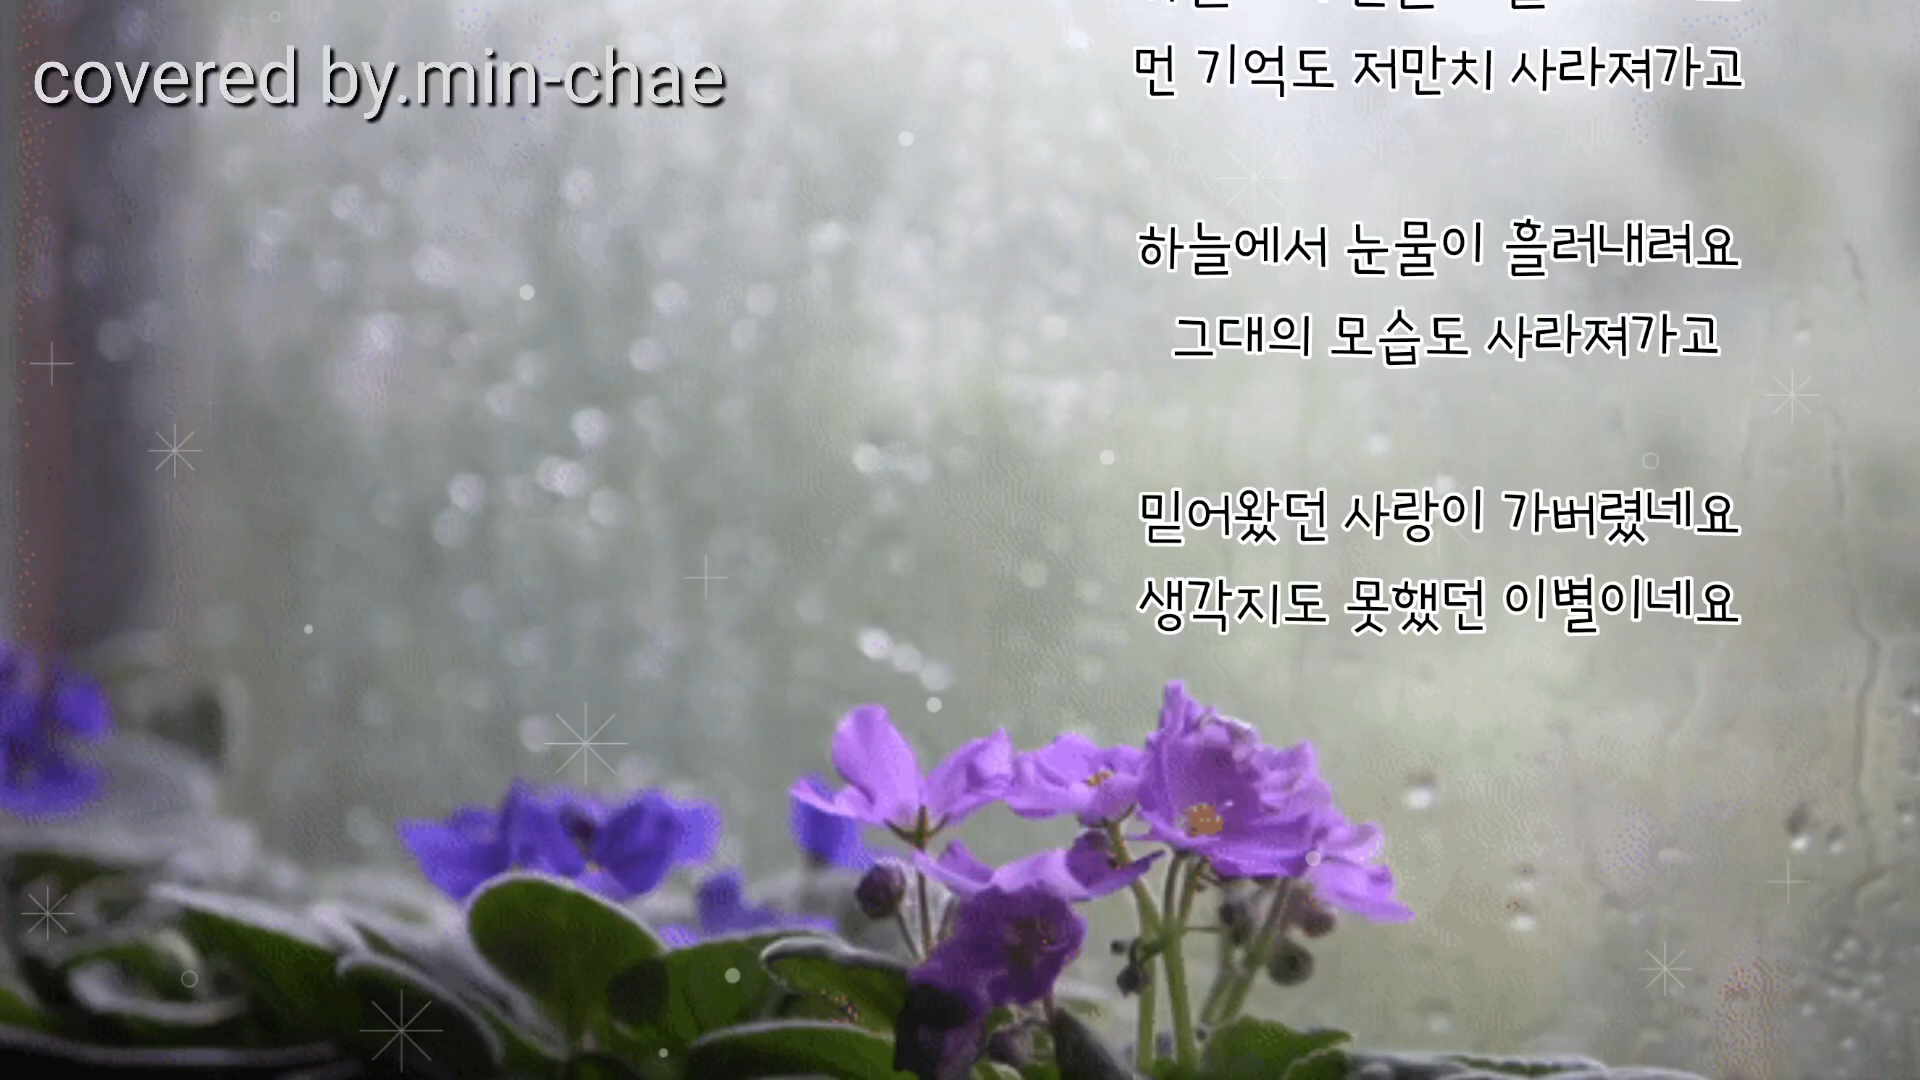 covered by.min-chae
먼 기억도 저만치 사라져가고
하늘에서 눈물이 흘러내려요
그대의 모습도 사라져가고
믿어왔던 사랑이 가버렸네요
생각지도 못했던 이별이네요